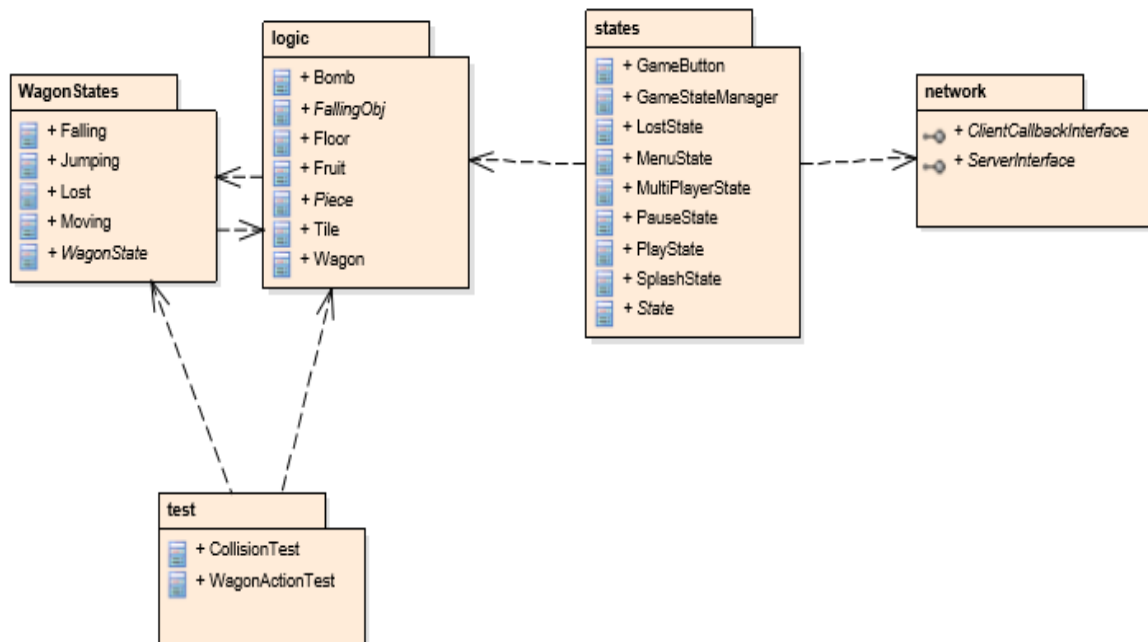 WagonStates
+ Falling
+ Jumping
+ Lost
+ Moving
+ WagonState
logic
+ Bomb
+ FallingObj
+ Floor
+ Fruit
+ Piece
+ Tile
+ Wagon
states
+ GameButton
+ GameStateManager
+ LostState
+ MenuState
+ MultiPlayerState
+ PauseState
+ PlayState
+ SplashState
+ State
network
+ ClientCallbackInterface
+ ServerInterface
test
+ CollisionTest
+ WagonActionTest